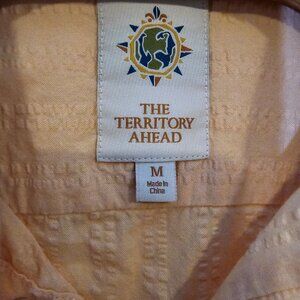 THE
TERRITORY
AHEAD
M
Made in
China